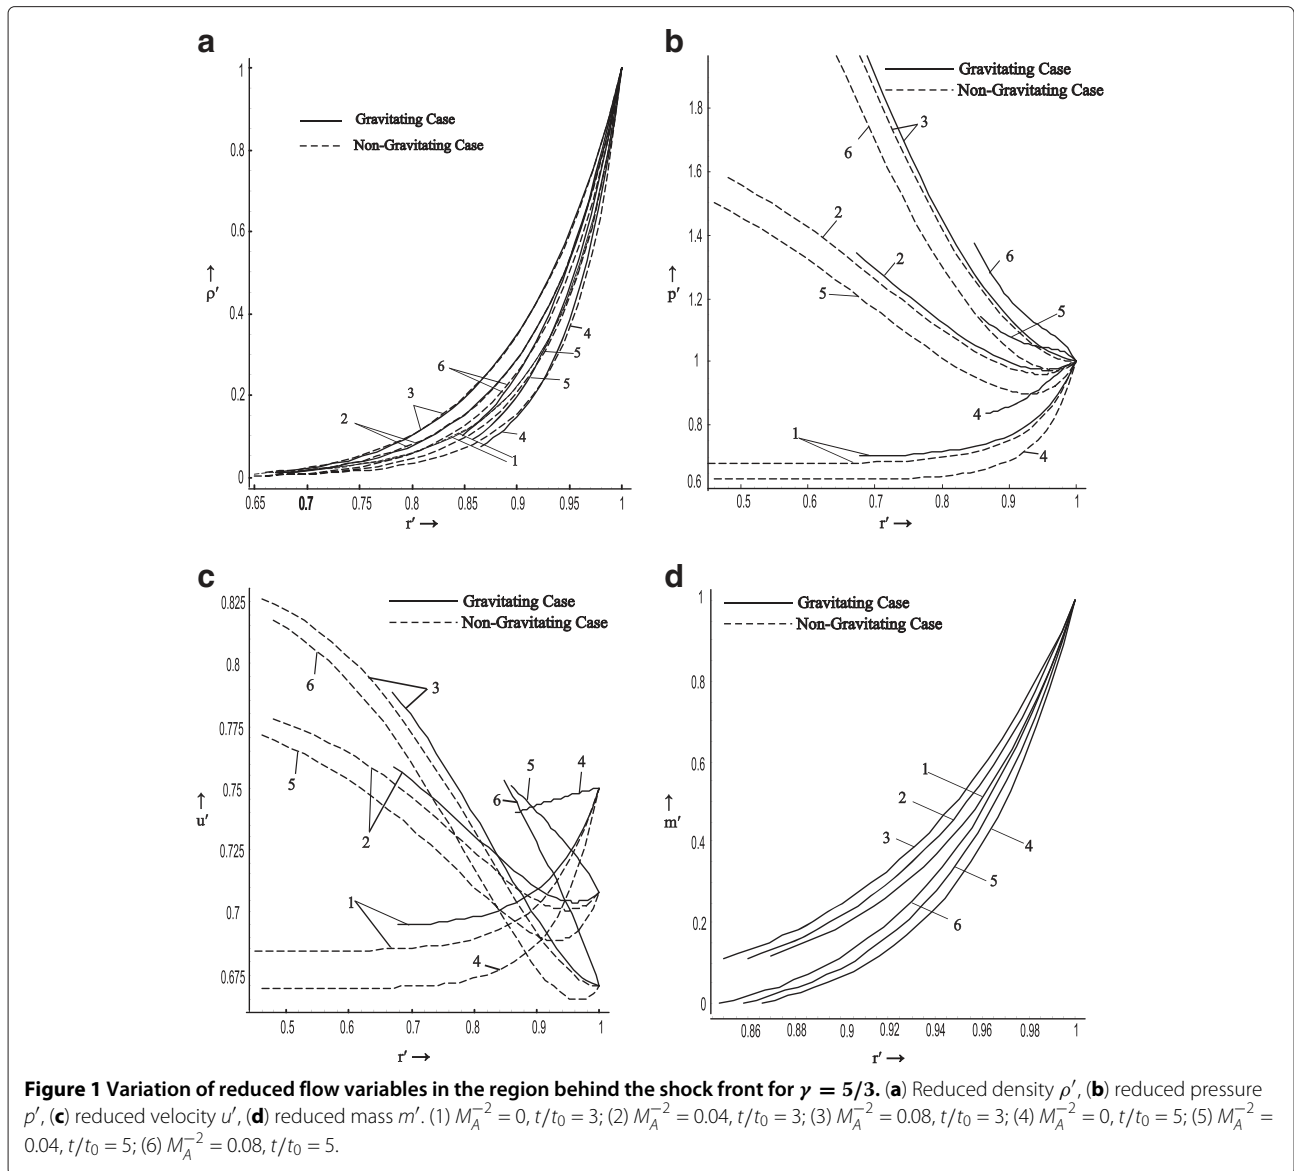 a
1
0.8
0.6
0.4
0.2
0
↑
ρ′
Gravitating Case
Non-Gravitating Case
6
3
2
4
5
5
4
1
0.65 0.7 0.8 0.85 0.9 0.95 1
r′ →
b
1.8
1.6
1.4
1.2
1
0.8
0.6
↑
p′
Gravitating Case
Non-Gravitating Case
3
6
2
2
6
5
5
4
1
4
0.5 0.6 0.7 0.8 0.9 1
r′ →
c
0.825
0.8
0.775
0.75
0.725
0.7
0.675
↑
u′
Gravitating Case
Non-Gravitating Case
6
3
5
5
4
6
2
1
4
0.5 0.6 0.7 0.8 0.9 1
r′ →
d
1
0.8
0.6
0.4
0.2
0
↑
m′
Gravitating Case
Non-Gravitating Case
1
2
3
4
5
6
0.86 0.88 0.9 0.92 0.94 0.96 0.98 1
r′ →
Figure 1 Variation of reduced flow variables in the region behind the shock front for γ = 5/3. (a) Reduced density ρ′, (b) reduced pressure
p′, (c) reduced velocity u′, (d) reduced mass m′. (1) M_A^{−2} = 0, t/t₀ = 3; (2) M_A^{−2} = 0.04, t/t₀ = 3; (3) M_A^{−2} = 0.08, t/t₀ = 3; (4) M_A^{−2} = 0, t/t₀ = 5; (5) M_A^{−2} =
0.04, t/t₀ = 5; (6) M_A^{−2} = 0.08, t/t₀ = 5.